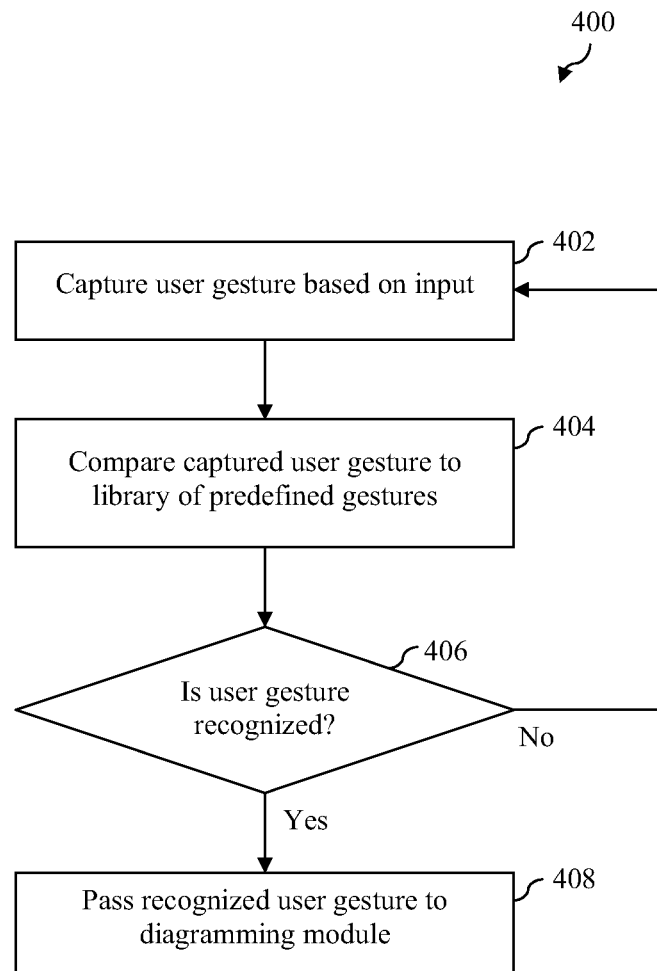 400
402
Capture user gesture based on input
404
Compare captured user gesture to
library of predefined gestures
406
Is user gesture
recognized?
No
Yes
408
Pass recognized user gesture to
diagramming module